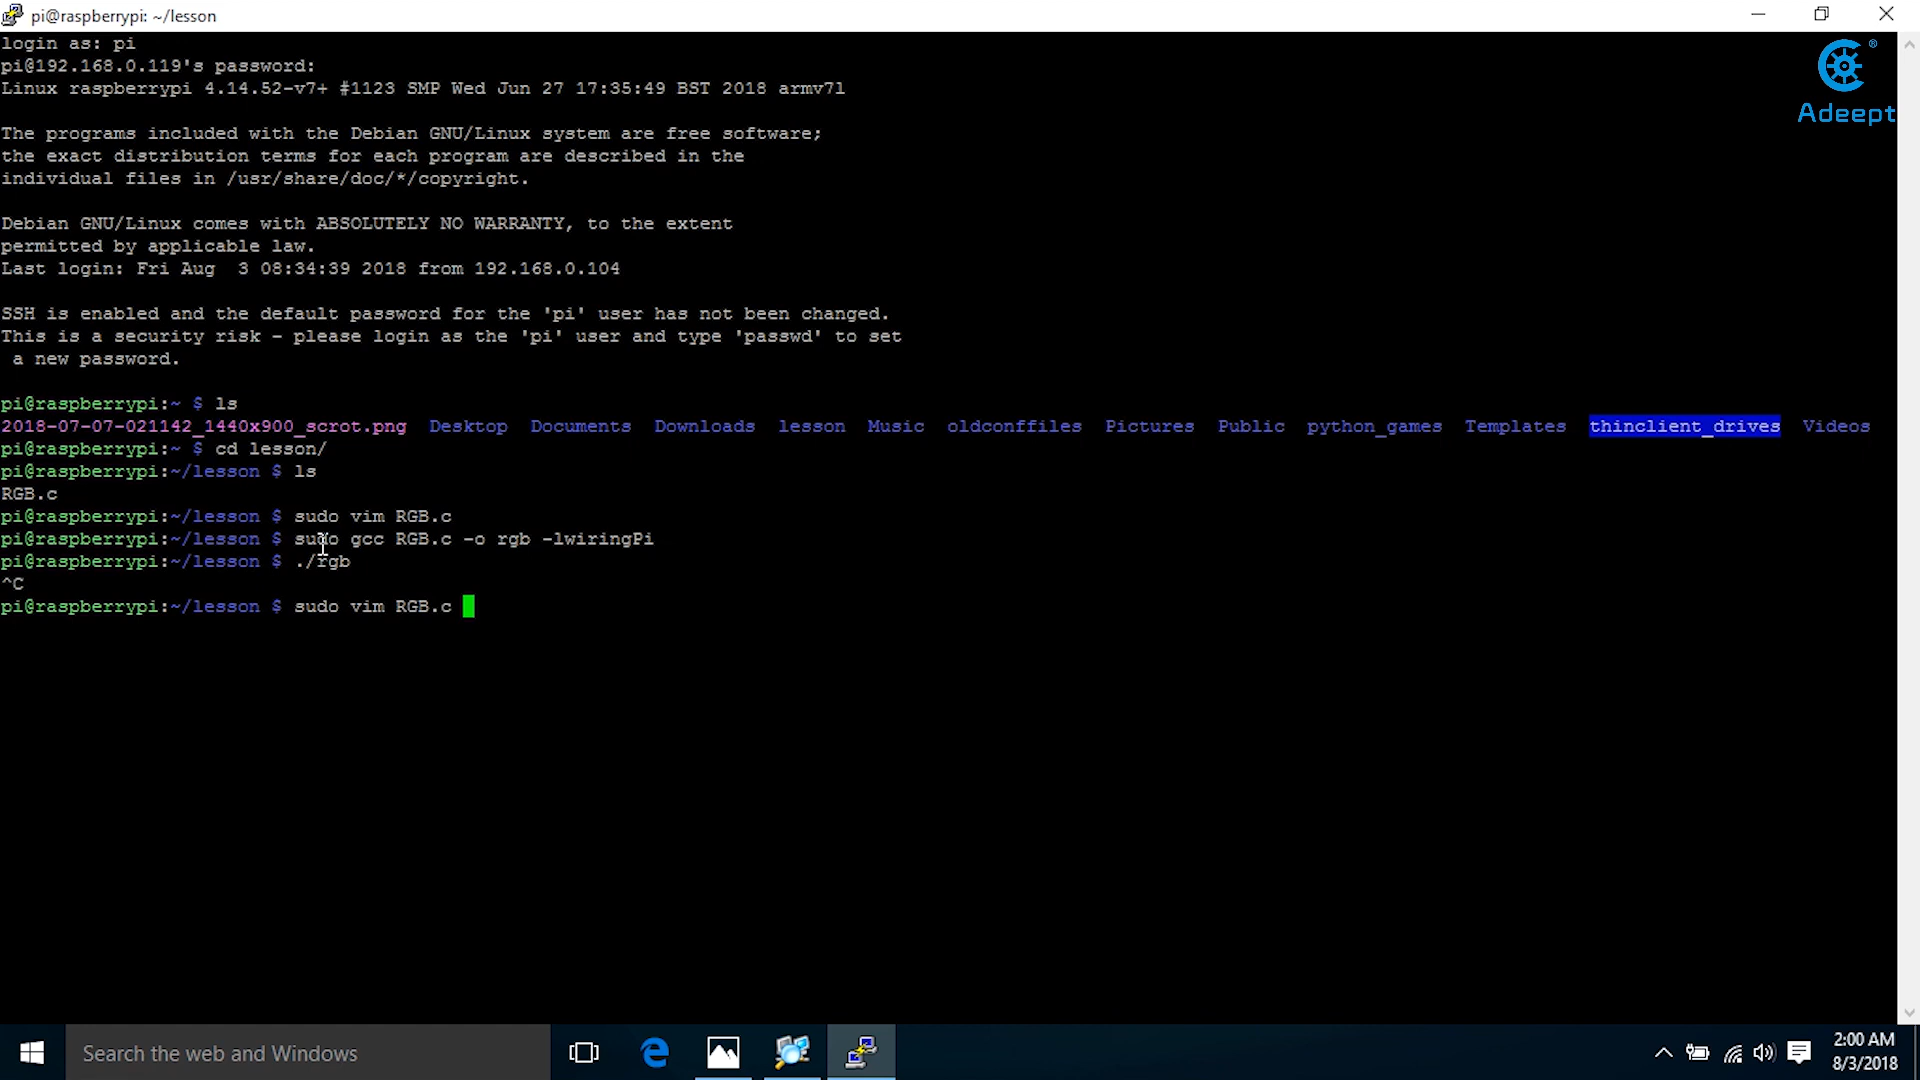 pi@raspberrypi: ~/lesson
login as: pi
pi@192.168.0.119's password:
Linux raspberrypi 4.14.52-v7+ #1123 SMP Wed Jun 27 17:35:49 BST 2018 armv7l
The programs included with the Debian GNU/Linux system are free software;
the exact distribution terms for each program are described in the
individual files in /usr/share/doc/*/copyright.
Debian GNU/Linux comes with ABSOLUTELY NO WARRANTY, to the extent
permitted by applicable law.
Last login: Fri Aug  3 08:34:39 2018 from 192.168.0.104
SSH is enabled and the default password for the 'pi' user has not been changed.
This is a security risk - please login as the 'pi' user and type 'passwd' to set
 a new password.
pi@raspberrypi:~ $ ls
2018-07-07-021142_1440x900_scrot.png  Desktop  Documents  Downloads  lesson  Music  oldconffiles  Pictures  Public  python_games  Templates  thinclient_drives  Videos
pi@raspberrypi:~ $ cd lesson/
pi@raspberrypi:~/lesson $ ls
RGB.c
pi@raspberrypi:~/lesson $ sudo vim RGB.c
pi@raspberrypi:~/lesson $ sudo gcc RGB.c -o rgb -lwiringPi
pi@raspberrypi:~/lesson $ ./rgb
^C
pi@raspberrypi:~/lesson $ sudo vim RGB.c
Adeept®
Search the web and Windows
2:00 AM
8/3/2018